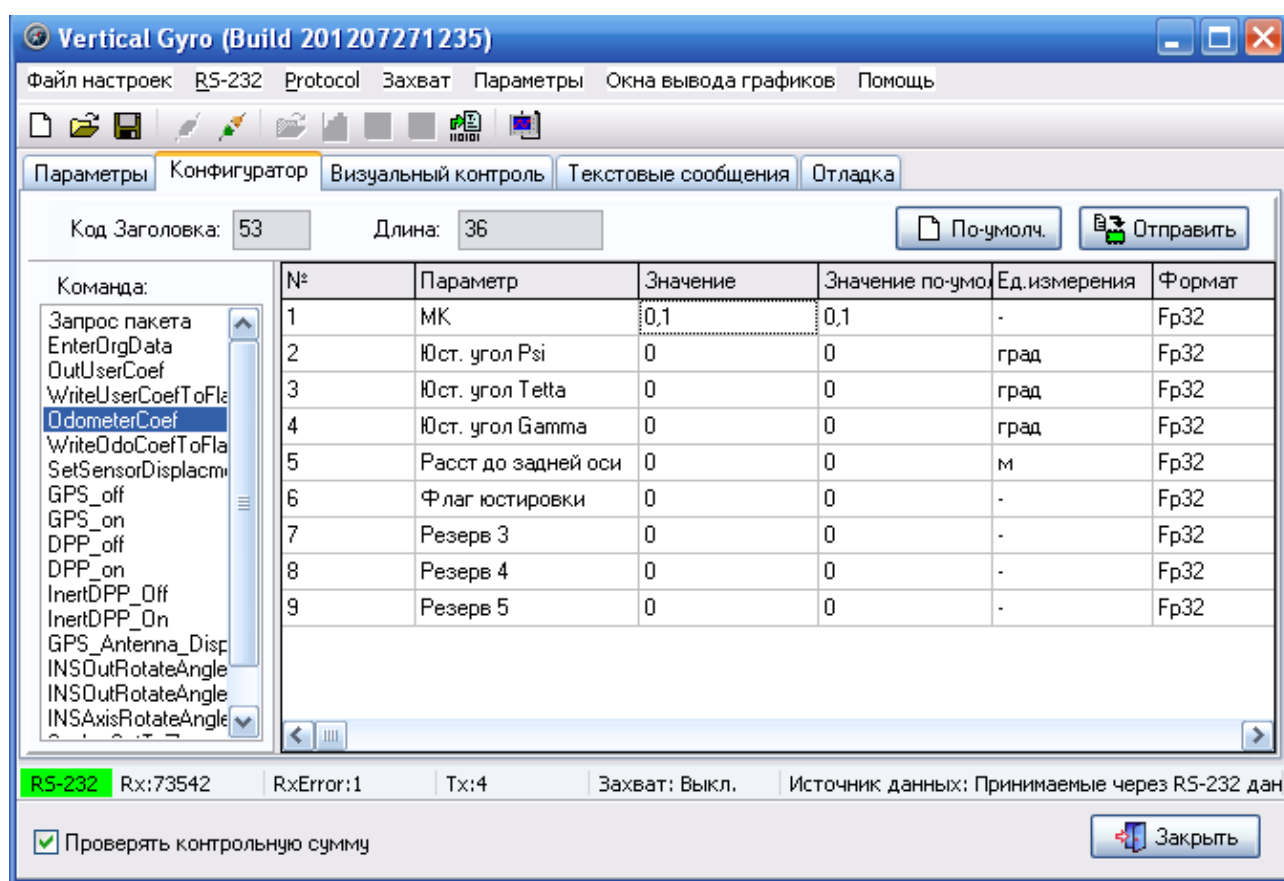 Vertical Gyro (Build 201207271235)
Файл настроек RS-232 Protocol Захват Параметры Окна вывода графиков Помощь
Параметры Конфигуратор Визуальный контроль Текстовые сообщения Отладка
Код Заголовка: 53 Длина: 36 По-умолч. Отправить
Команда:
Запрос пакета
EnterOrgData
OutUserCoef
WriteUserCoefToFla
OdometerCoef
WriteOdoCoefToFla
SetSensorDisplacm
GPS_off
GPS_on
DPP_off
DPP_on
InertDPP_Off
InertDPP_On
GPS_Antenna_Disp
INSOutRotateAngle
INSOutRotateAngle
INSAxisRotateAngle
№ Параметр Значение Значение по-умол Ед.измерения Формат
1 МК 0,1 0,1 - Fp32
2 Юст. угол Psi 0 0 град Fp32
3 Юст. угол Tetta 0 0 град Fp32
4 Юст. угол Gamma 0 0 град Fp32
5 Расст до задней оси 0 0 м Fp32
6 Флаг юстировки 0 0 - Fp32
7 Резерв 3 0 0 - Fp32
8 Резерв 4 0 0 - Fp32
9 Резерв 5 0 0 - Fp32
RS-232 Rx:73542 RxError:1 Tx:4 Захват: Выкл. Источник данных: Принимаемые через RS-232 дан
Проверять контрольную сумму Закрыть